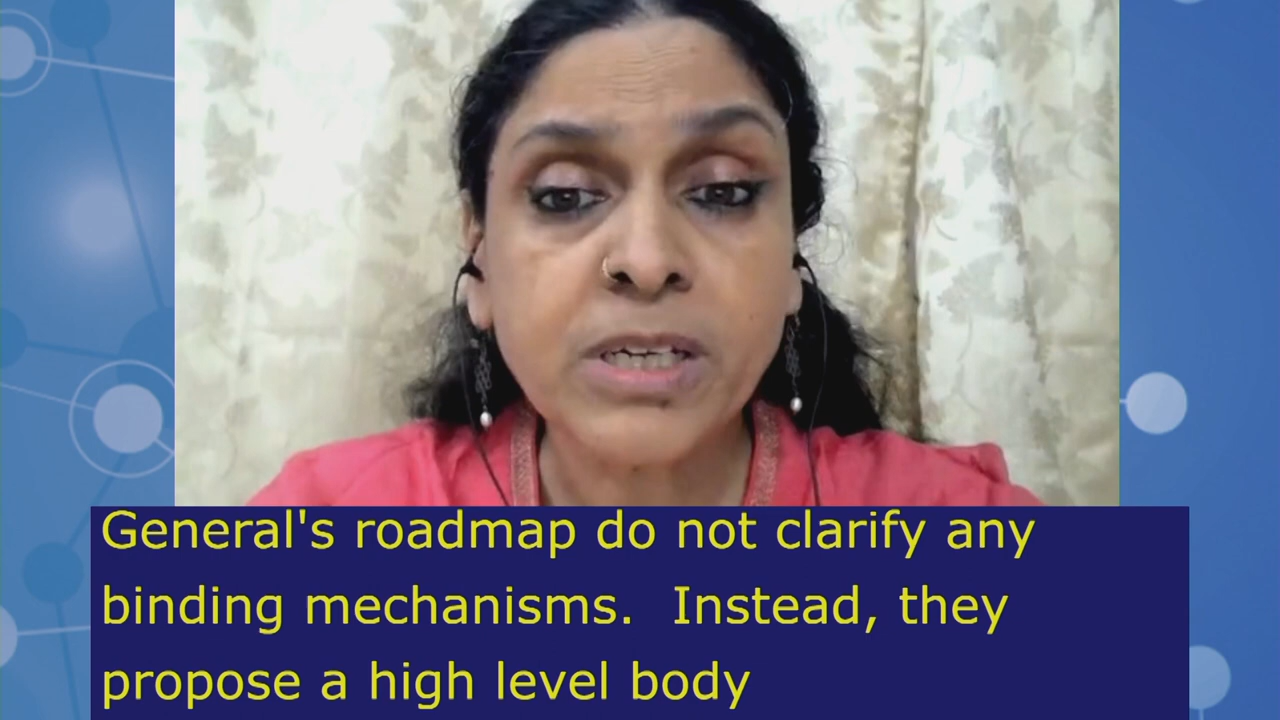 General's roadmap do not clarify any
binding mechanisms.  Instead, they
propose a high level body